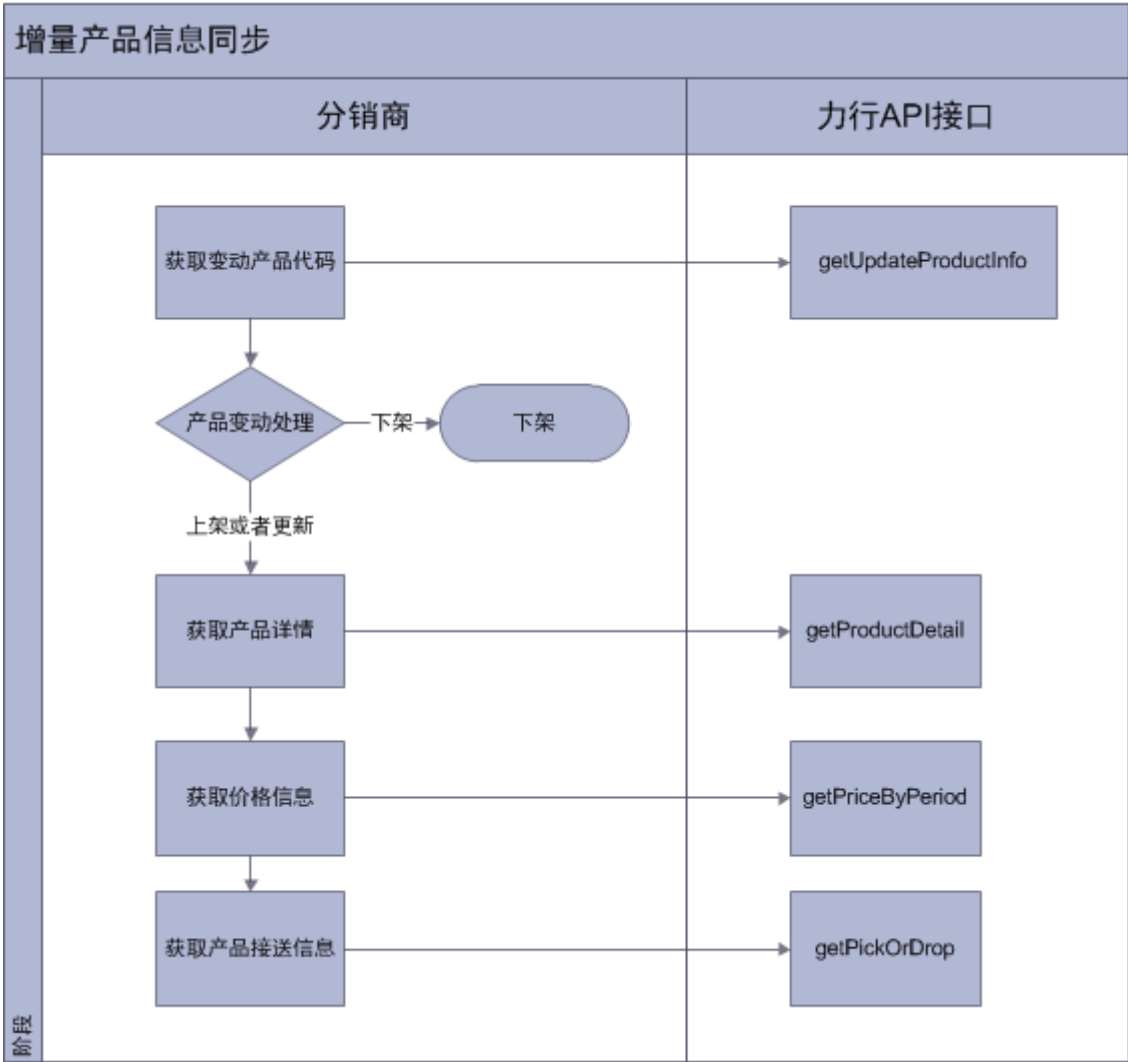 增量产品信息同步
分销商
力行API接口
获取变动产品代码
getUpdateProductInfo
产品变动处理
下架
下架
上架或者更新
获取产品详情
getProductDetail
获取价格信息
getPriceByPeriod
获取产品接送信息
getPickOrDrop
阶段